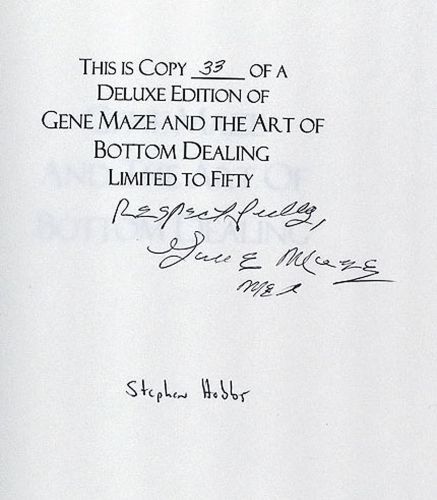 THIS IS COPY 33 OF A
DELUXE EDITION OF
GENE MAZE AND THE ART OF
BOTTOM DEALING
LIMITED TO FIFTY
Respectfully,
Gene Maze
Stephen Hobbs